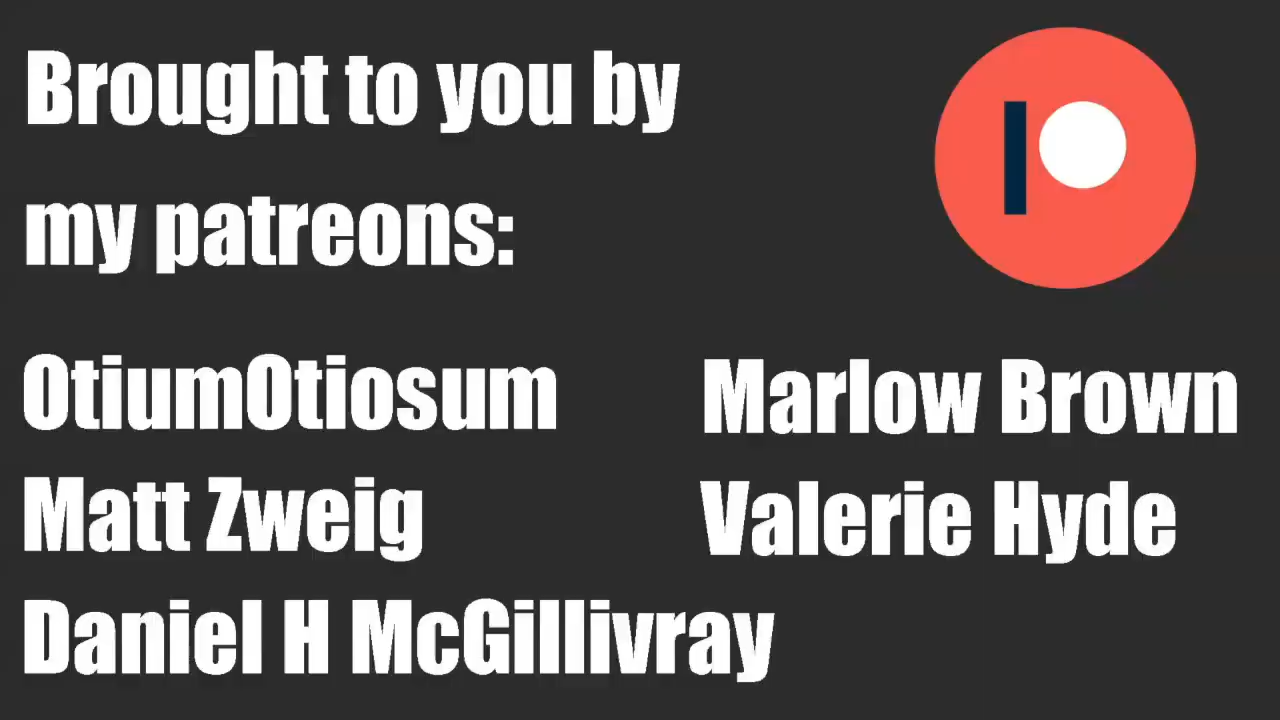 Brought to you by
my patreons:
OtiumOtiosum
Marlow Brown
Matt Zweig
Valerie Hyde
Daniel H McGillivray